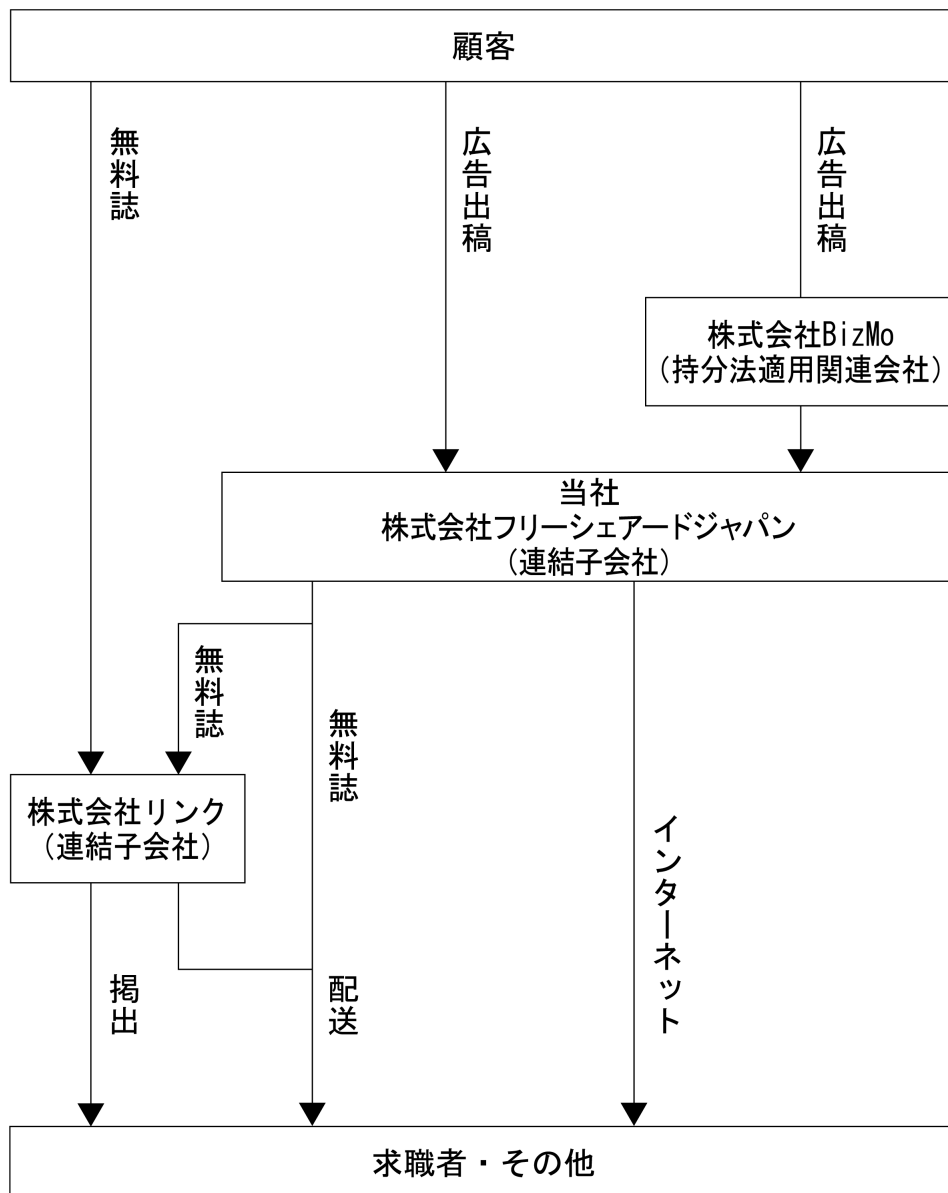 顧客
無料誌
広告出稿
広告出稿
株式会社BizMo
（持分法適用関連会社）
当社
株式会社フリーシェアードジャパン
（連結子会社）
無料誌
無料誌
株式会社リンク
（連結子会社）
インターネット
掲出
配送
求職者・その他